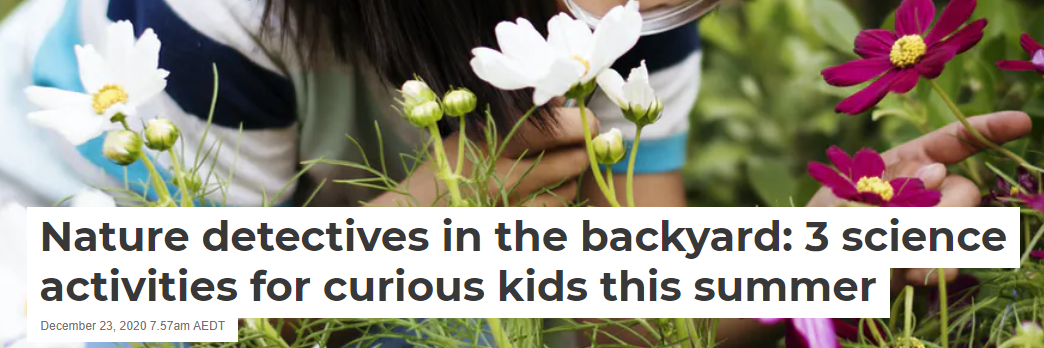 Nature detectives in the backyard: 3 science
activities for curious kids this summer
December 23, 2020 7.57am AEDT